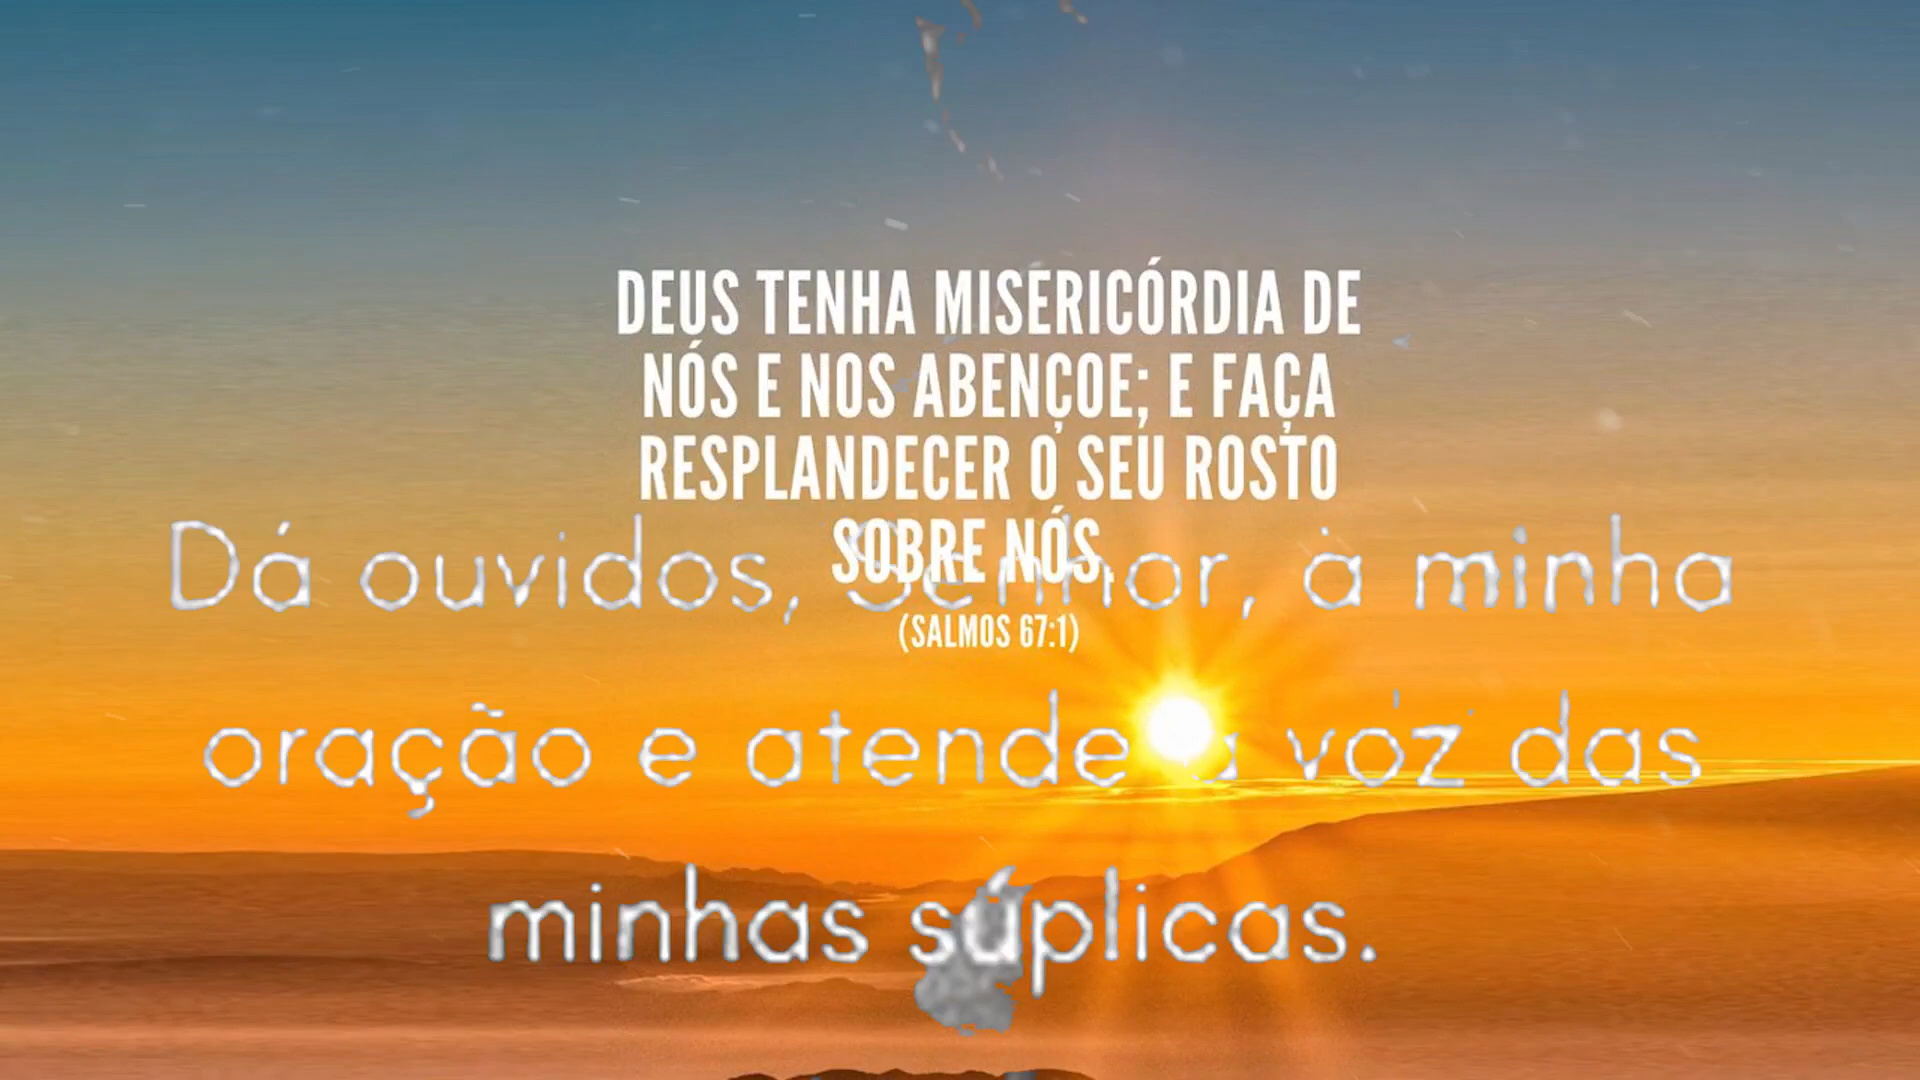 DEUS TENHA MISERICÓRDIA DE
NÓS E NOS ABENÇOE; E FAÇA
RESPLANDECER O SEU ROSTO
SOBRE NÓS.
(SALMOS 67:1)
Dá ouvidos, Senhor, à minha
oração e atende à voz das
minhas súplicas.